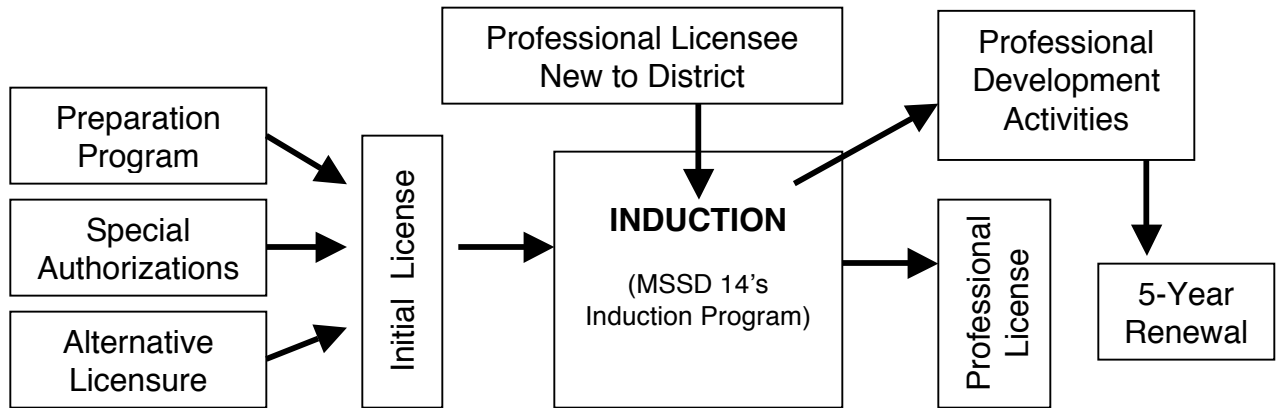 Preparation
Program
Special
Authorizations
Alternative
Licensure
Initial License
Professional Licensee
New to District
INDUCTION
(MSSD 14's
Induction Program)
Professional
Development
Activities
Professional
License
5-Year
Renewal